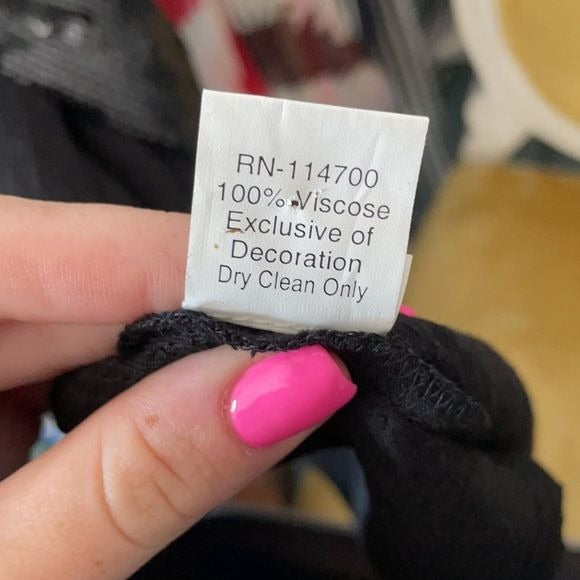 RN-114700
100% Viscose
Exclusive of
Decoration
Dry Clean Only